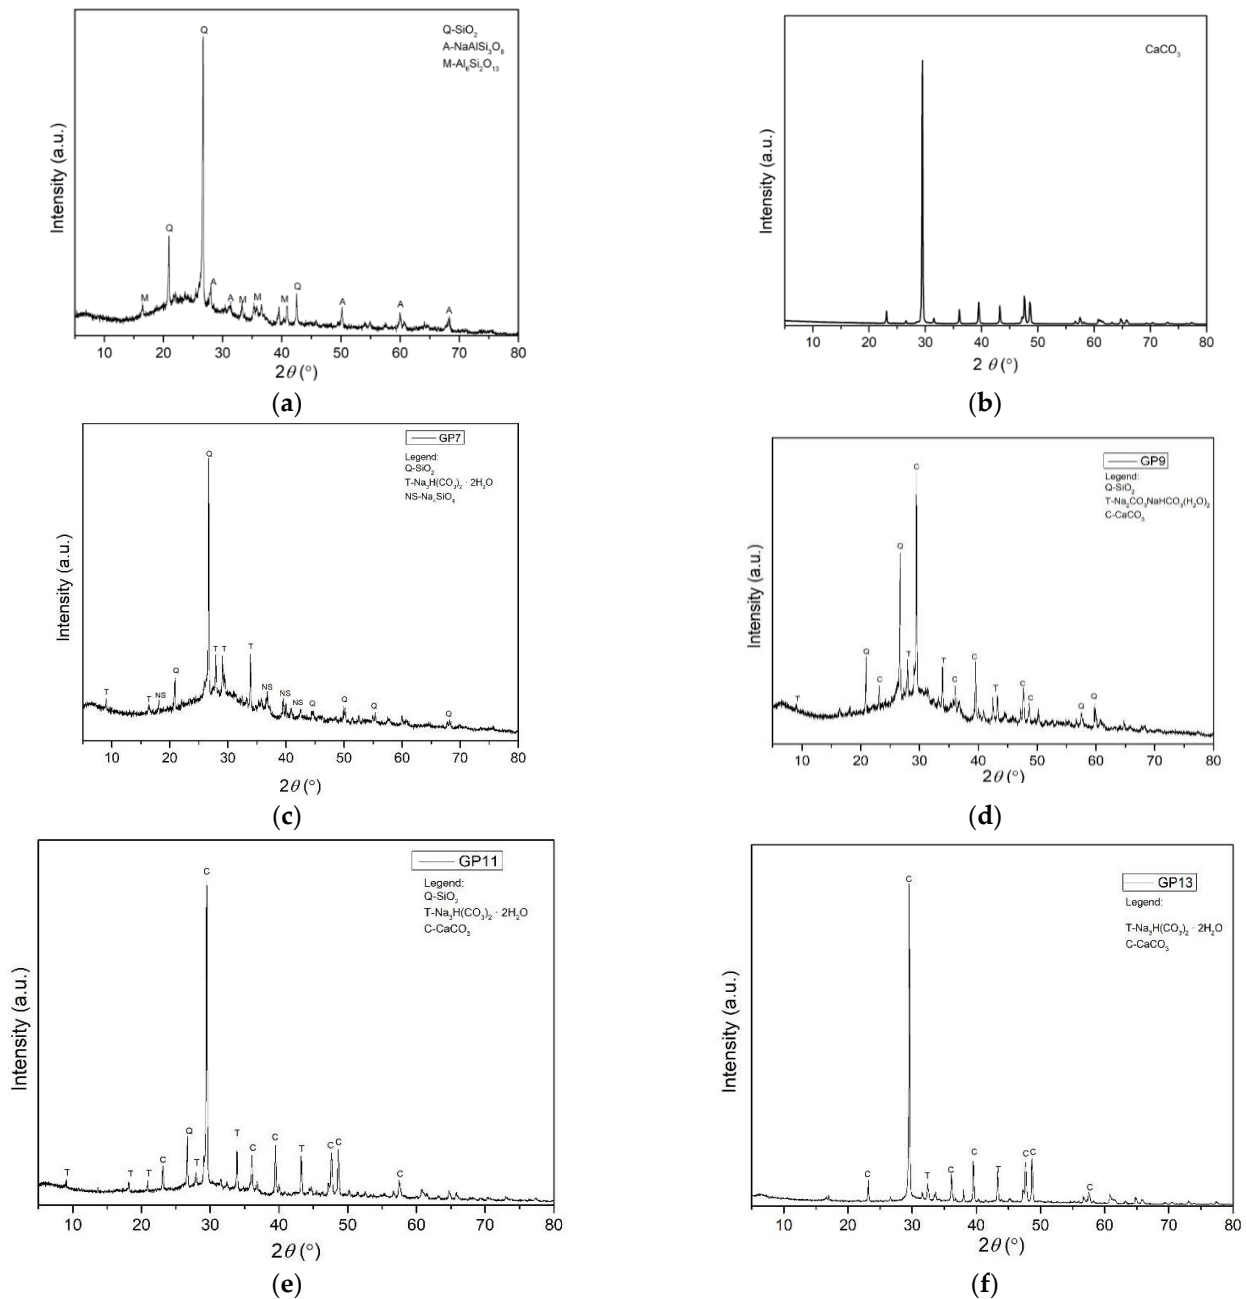 Q-SiO2
A-NaAlSi3O8
M-Al6Si2O13
Q
Q
M
A
A
M
M
M
Q
A
A
A
Intensity (a.u.)
10 20 30 40 50 60 70 80
2θ (°)
(a)
CaCO3
Intensity (a.u.)
10 20 30 40 50 60 70 80
2 θ (°)
(b)
GP7
Legend:
Q-SiO2
T-Na3H(CO3)2 · 2H2O
NS-Na4SiO4
Q
T
T
NS
Q
T
T
T
NS
NS
NS
Q
Q
Q
Q
Intensity (a.u.)
10 20 30 40 50 60 70 80
2θ (°)
(c)
GP9
Legend:
Q-SiO2
T-Na2CO3NaHCO3(H2O)2
C-CaCO3
C
Q
T
Q
C
T
T
C
C
T
C
C
Q
Q
Intensity (a.u.)
10 20 30 40 50 60 70 80
2θ (°)
(d)
GP11
Legend:
Q-SiO2
T-Na3H(CO3)2 · 2H2O
C-CaCO3
C
T
T
T
C
Q
T
T
C
C
T
C
C
C
Intensity (a.u.)
10 20 30 40 50 60 70 80
2θ (°)
(e)
GP13
Legend:
T-Na3H(CO3)2 · 2H2O
C-CaCO3
C
C
T
C
C
T
C
C
C
Intensity (a.u.)
10 20 30 40 50 60 70 80
2θ (°)
(f)